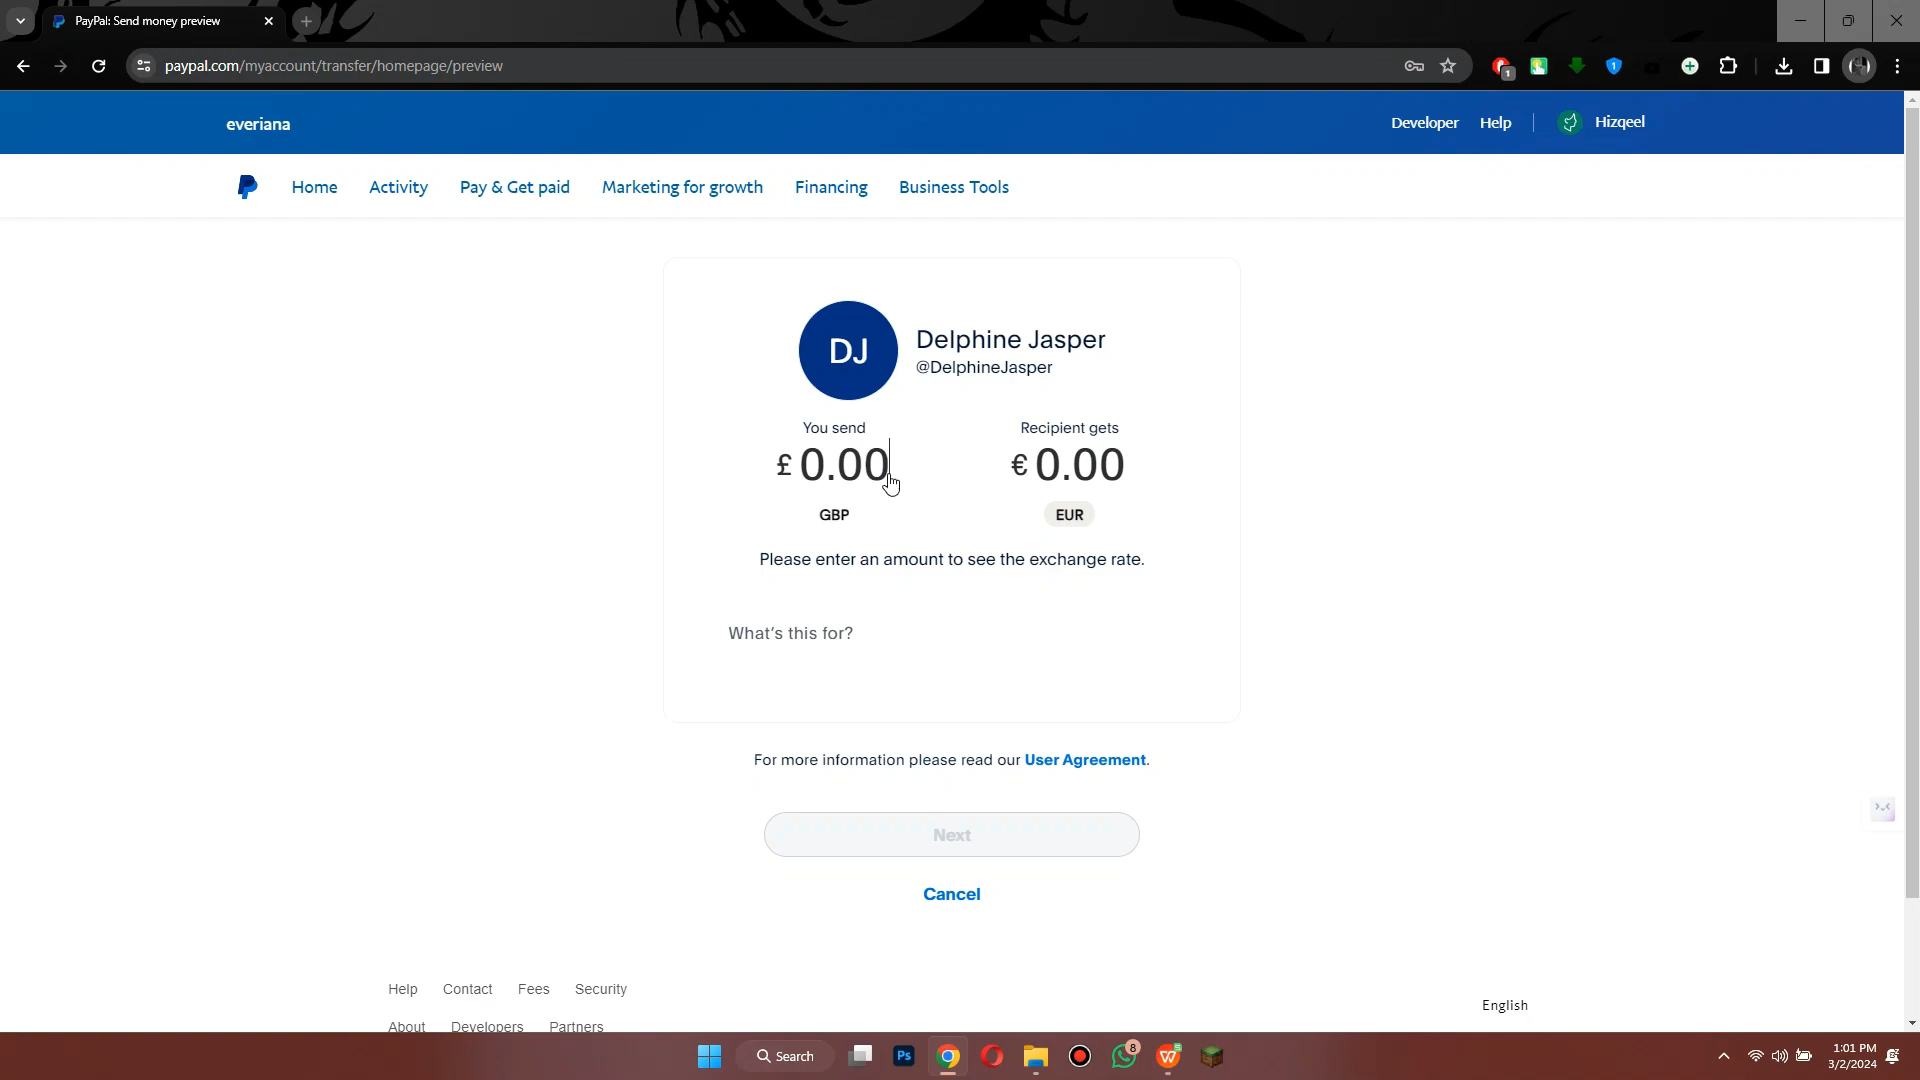 PayPal: Send money preview
paypal.com/myaccount/transfer/homepage/preview
1
1
everiana
Developer Help Hizqeel
Home Activity Pay & Get paid Marketing for growth Financing Business Tools
DJ
Delphine Jasper
@DelphineJasper
You send Recipient gets
£ 0.00 € 0.00
GBP EUR
Please enter an amount to see the exchange rate.
What's this for?
For more information please read our User Agreement.
Next
Cancel
Help Contact Fees Security
English
About Developers Partners
Search
Ps
8
W
S
1:01 PM
3/2/2024